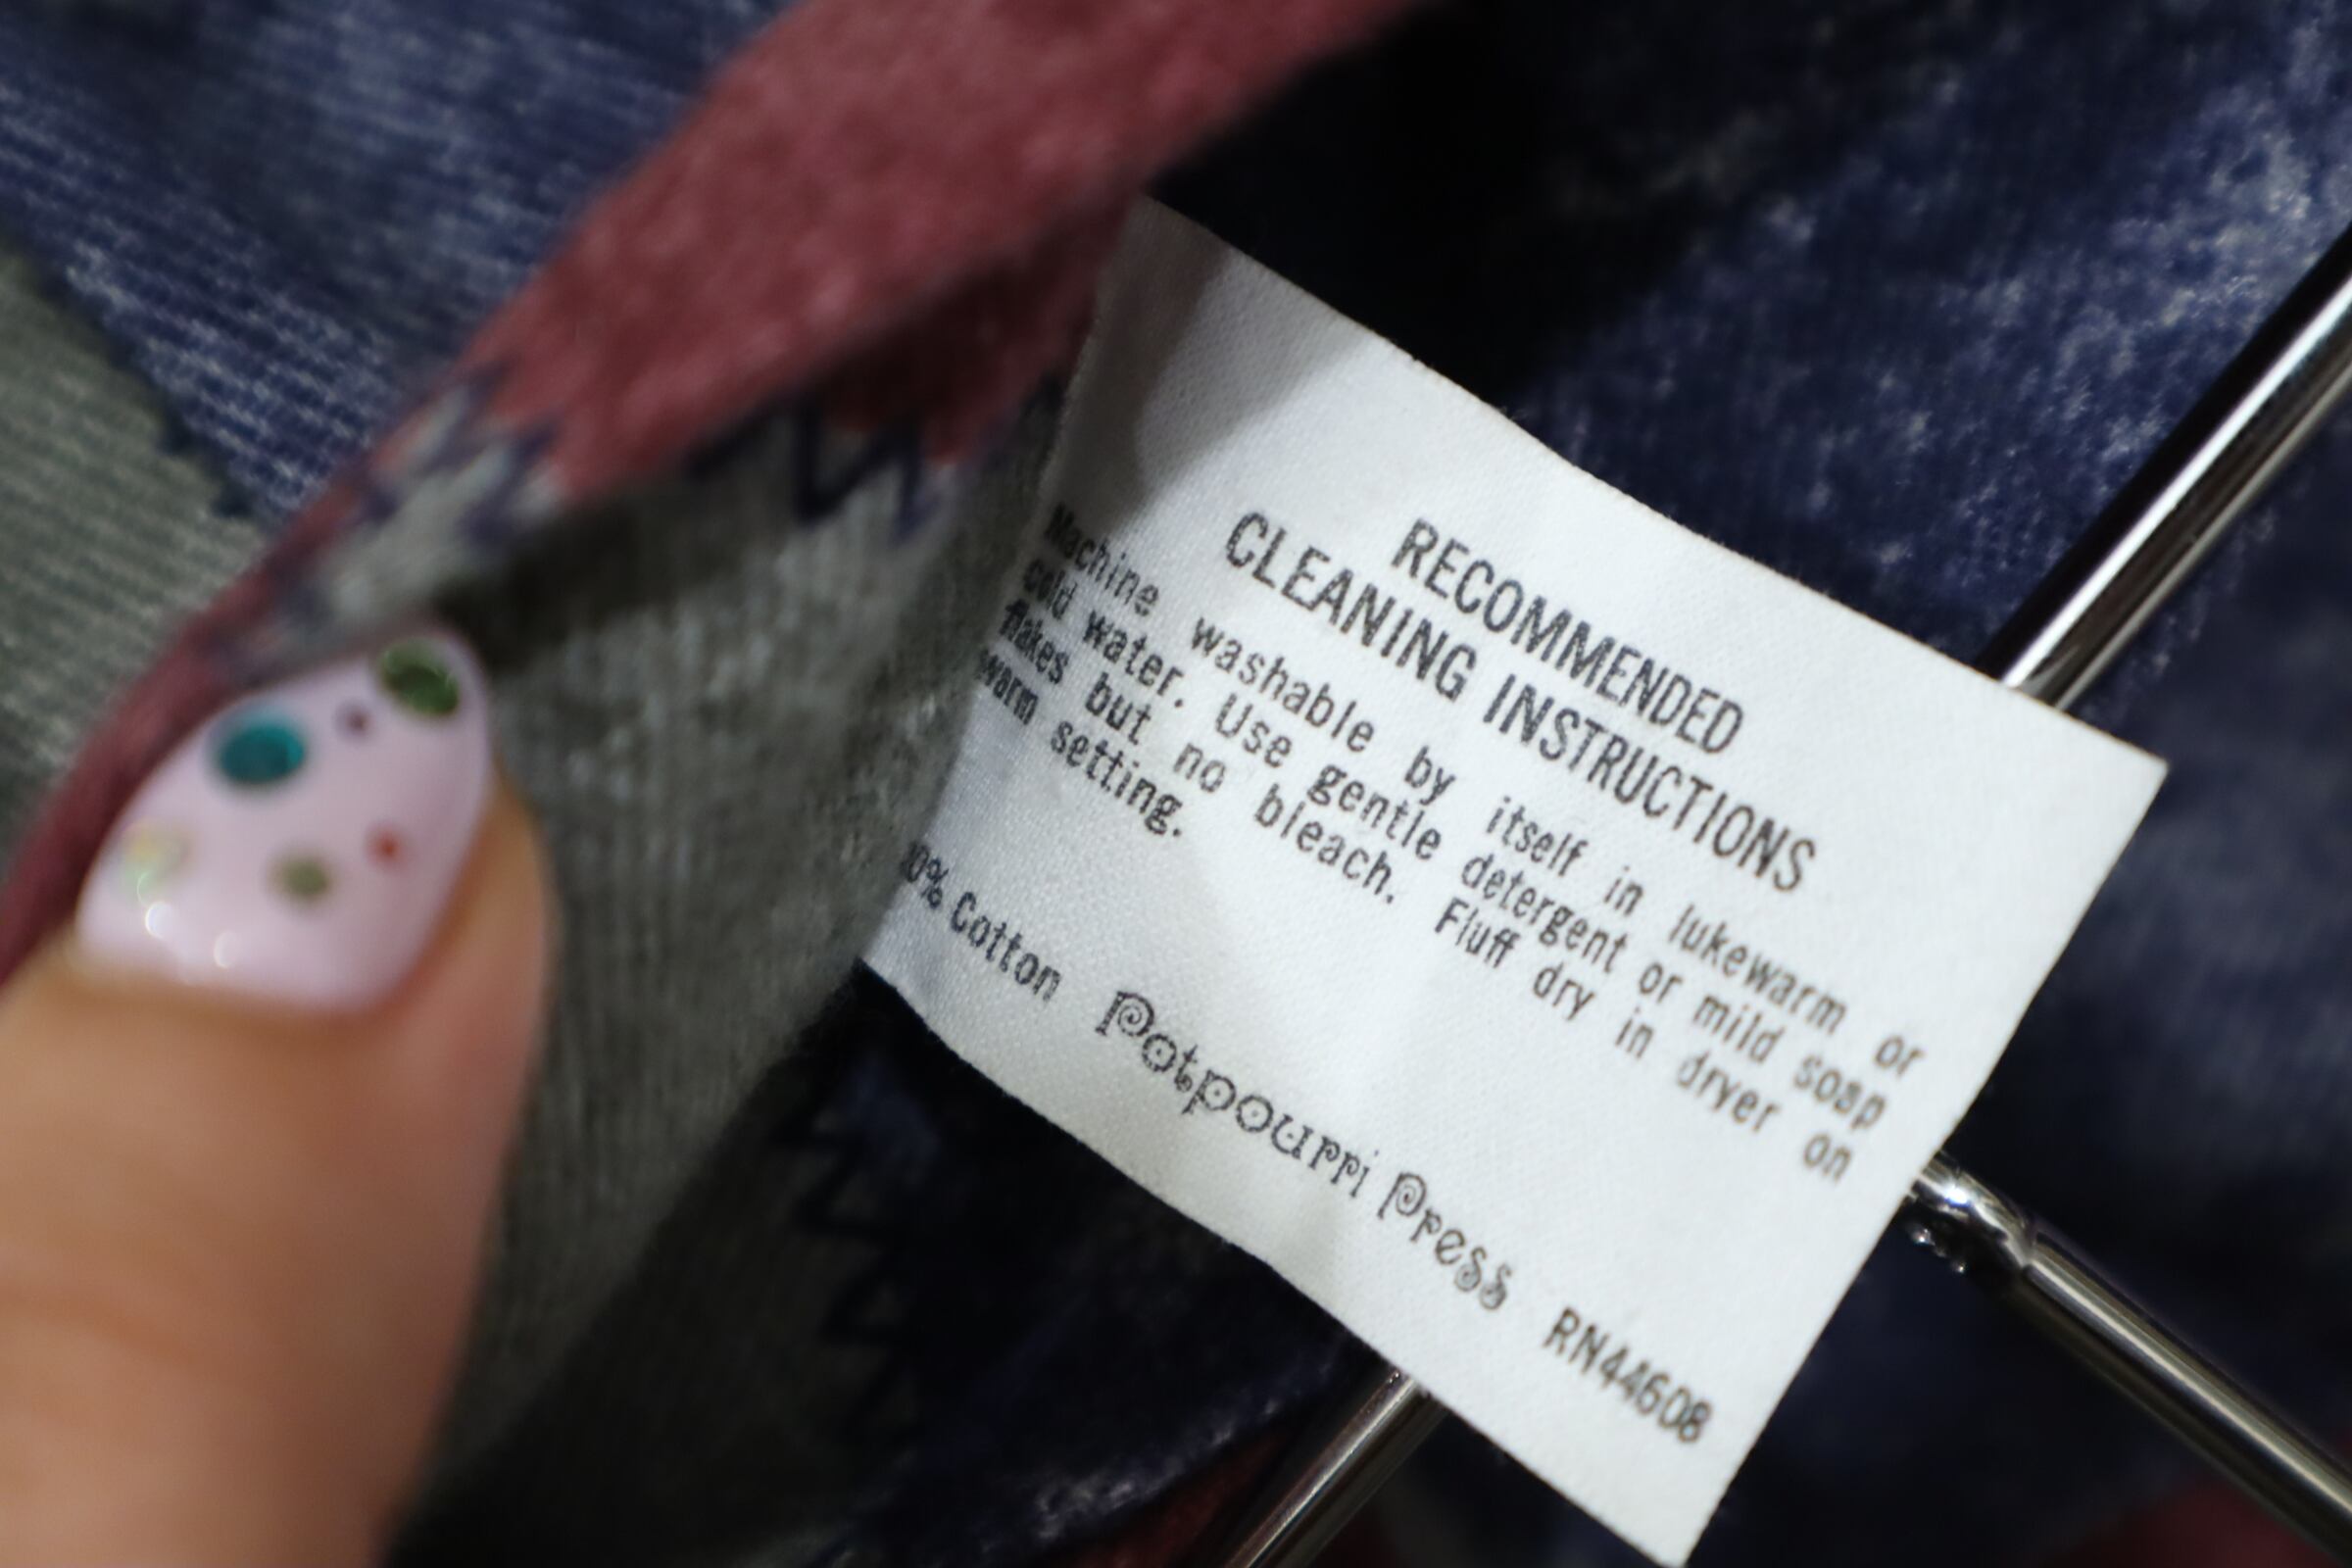 RECOMMENDED
CLEANING INSTRUCTIONS
Machine washable by itself in lukewarm or
cold water. Use gentle detergent or mild soap
flakes but no bleach. Fluff dry in dryer on
warm setting.
0% Cotton Potpourri Press RN44608